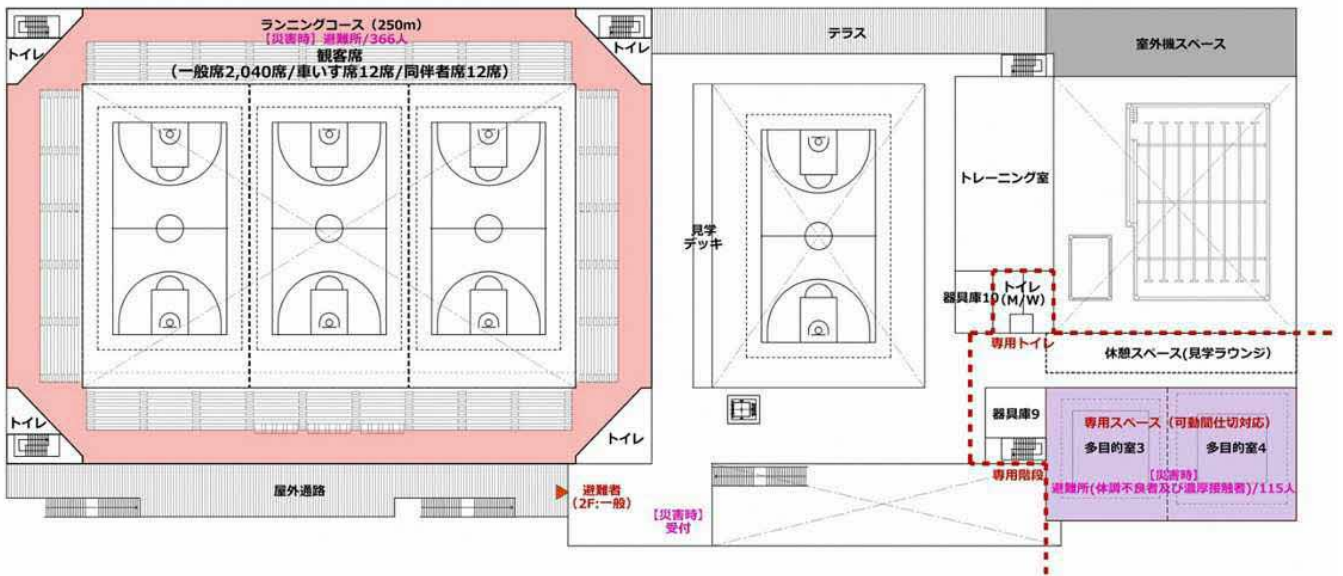 ランニングコース（250m）
【災害時】避難所/366人
観客席
（一般席2,040席/車いす席12席/同伴者席12席）
トイレ
トイレ
テラス
室外機スペース
トレーニング室
見学
デッキ
器具庫10
トイレ
（M/W）
専用トイレ
休憩スペース(見学ラウンジ)
器具庫9
専用スペース（可動間仕切対応）
多目的室3
多目的室4
【災害時】
避難所(体調不良者及び濃厚接触者)/115人
専用階段
トイレ
トイレ
屋外通路
避難者
（2F:一般）
【災害時】
受付